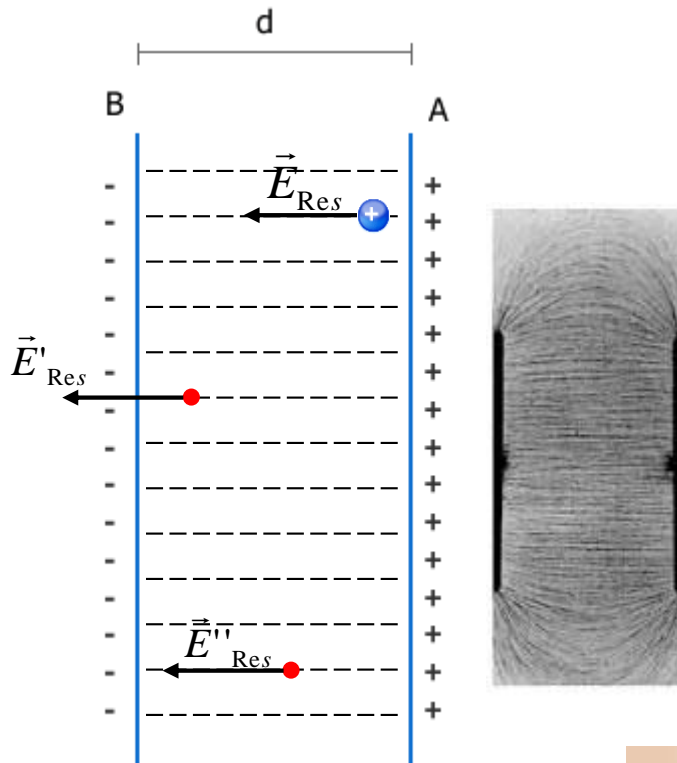 d
B A
E⃗ Res
E⃗' Res
E⃗'' Res
- - - - - - - - - - - - - - -
+ + + + + + + + + + + + + + +
+